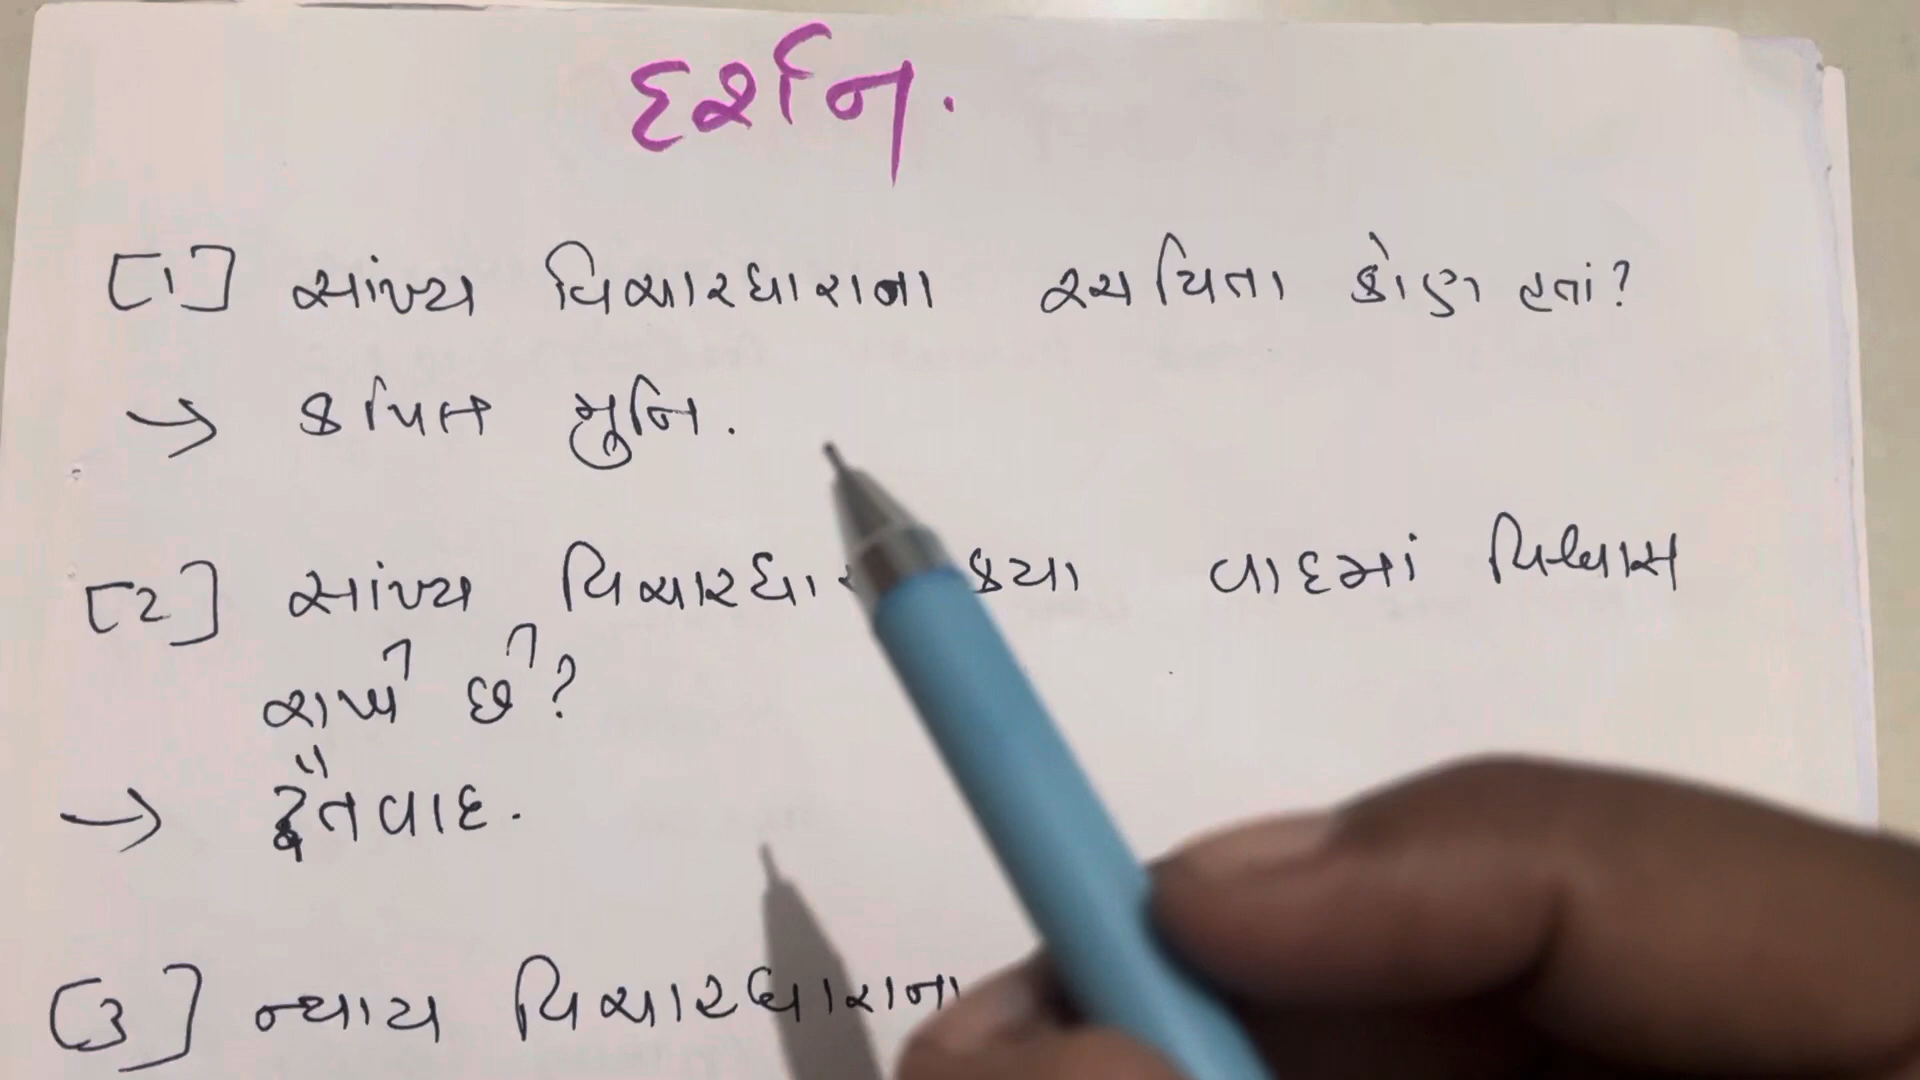 દર્શન.
[1] સાંખ્ય વિચારધારાના રચયિતા કોણ હતાં?
→ કપિલ મુનિ.
[2] સાંખ્ય વિચારધારા કયા વાદમાં વિશ્વાસ
રાખે છે?
→ દ્વૈતવાદ.
[3] ન્યાય વિચારધારાના